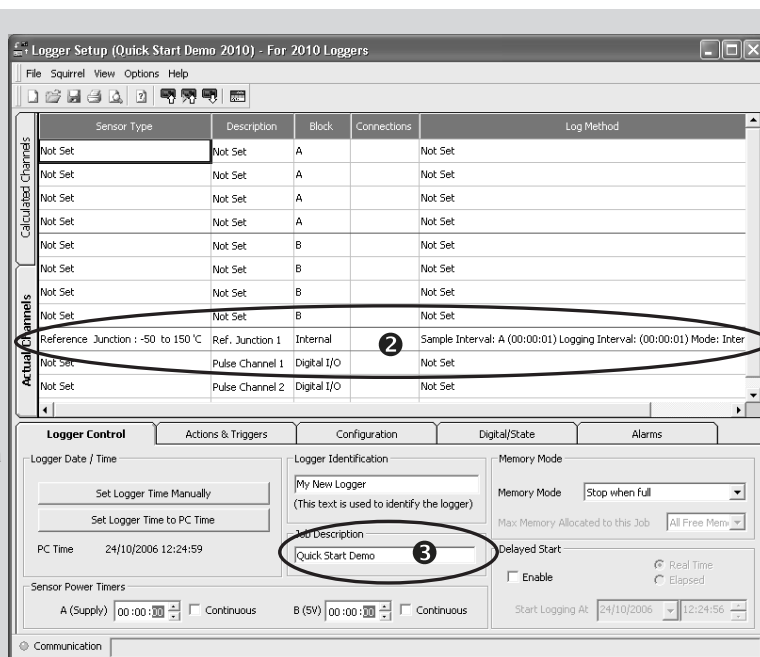 Logger Setup (Quick Start Demo 2010) - For 2010 Loggers
File Squirrel View Options Help
Sensor Type Description Block Connections Log Method
Calculated Channels
Actual Channels
Not Set Not Set A Not Set
Not Set Not Set A Not Set
Not Set Not Set A Not Set
Not Set Not Set A Not Set
Not Set Not Set B Not Set
Not Set Not Set B Not Set
Not Set Not Set B Not Set
Not Set Not Set B Not Set
Reference Junction : -50 to 150 'C Ref. Junction 1 Internal ❷ Sample Interval: A (00:00:01) Logging Interval: (00:00:01) Mode: Inter
Not Set Pulse Channel 1 Digital I/O Not Set
Not Set Pulse Channel 2 Digital I/O Not Set
Logger Control Actions & Triggers Configuration Digital/State Alarms
Logger Date / Time
Set Logger Time Manually
Set Logger Time to PC Time
PC Time 24/10/2006 12:24:59
Logger Identification
My New Logger
(This text is used to identify the logger)
Job Description
Quick Start Demo ❸
Memory Mode
Memory Mode Stop when full
Max Memory Allocated to this Job All Free Mem
Delayed Start
Enable
Real Time
Elapsed
Start Logging At 24/10/2006 12:24:56
Sensor Power Timers
A (Supply) 00:00:00 Continuous B (5V) 00:00:00 Continuous
Communication